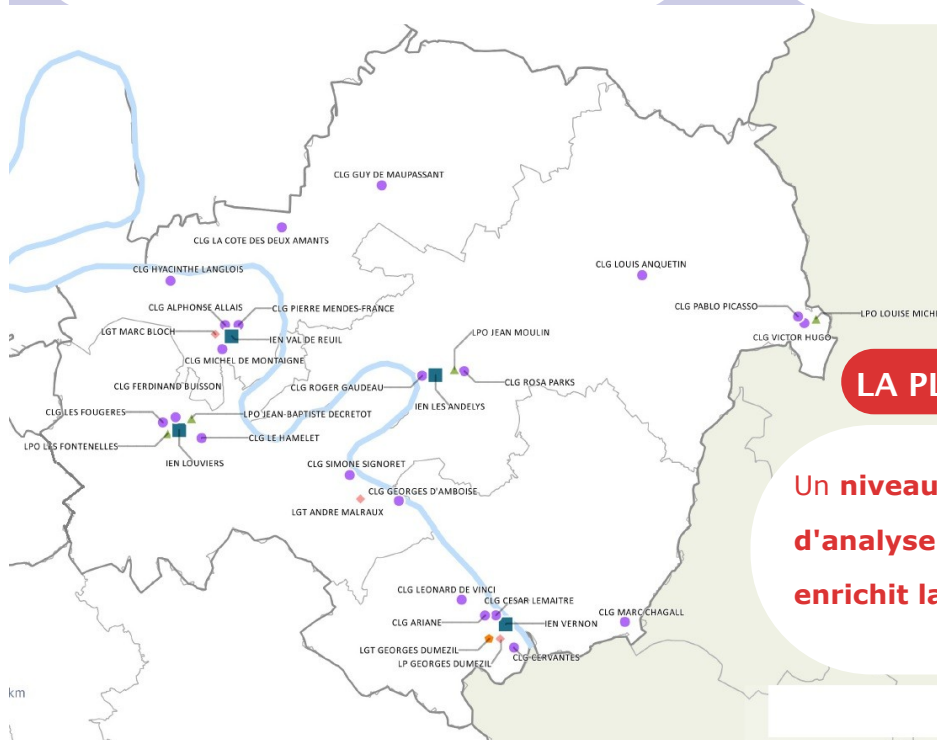 CLG GUY DE MAUPASSANT
CLG LA COTE DES DEUX AMANTS
CLG HYACINTHE LANGLOIS
CLG LOUIS ANQUETIN
CLG ALPHONSE ALLAIS
CLG PIERRE MENDES-FRANCE
CLG PABLO PICASSO
LPO LOUISE MICHE
LGT MARC BLOCH
IEN VAL DE REUIL
LPO JEAN MOULIN
CLG VICTOR HUGO
CLG MICHEL DE MONTAIGNE
CLG FERDINAND BUISSON
CLG ROGER GAUDEAU
CLG ROSA PARKS
LA PL
IEN LES ANDELYS
CLG LES FOUGERES
LPO JEAN-BAPTISTE DECRETOT
CLG LE HAMELET
LPO LES FONTENELLES
IEN LOUVIERS
CLG SIMONE SIGNORET
CLG GEORGES D'AMBOISE
LGT ANDRE MALRAUX
Un niveau
d'analyse
enrichit la
CLG LEONARD DE VINCI
CLG CESAR LEMAITRE
CLG MARC CHAGALL
CLG ARIANE
IEN VERNON
LGT GEORGES DUMEZIL
CLG CERVANTES
LP GEORGES DUMEZIL
km